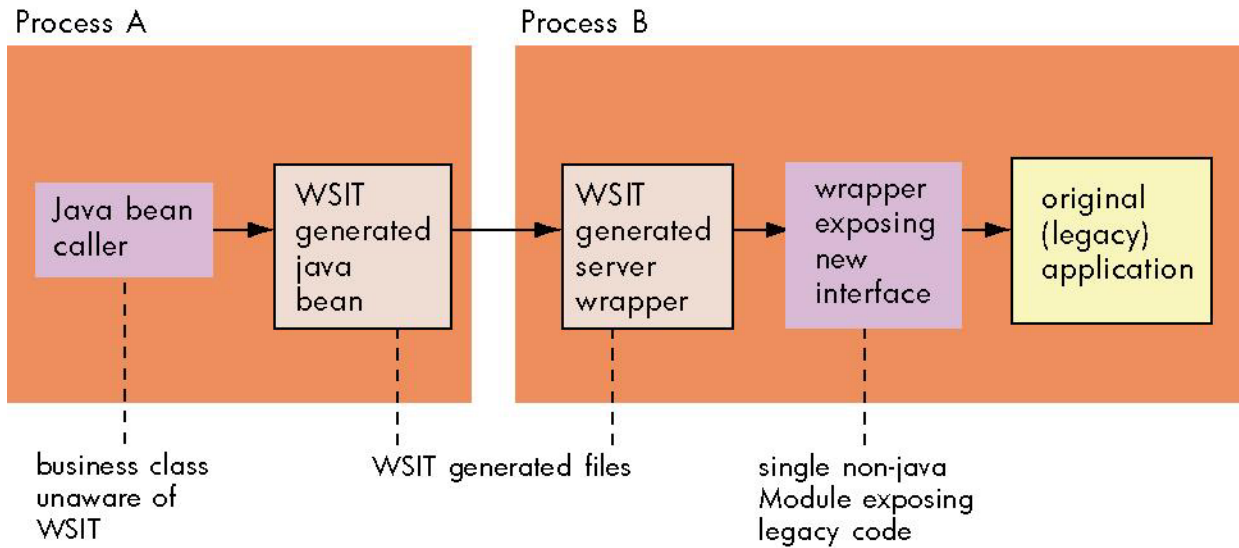 Process A
Process B
Java bean
caller
WSIT
generated
java
bean
WSIT
generated
server
wrapper
wrapper
exposing
new
interface
original
(legacy)
application
business class
unaware of
WSIT
WSIT generated files
single non-java
Module exposing
legacy code